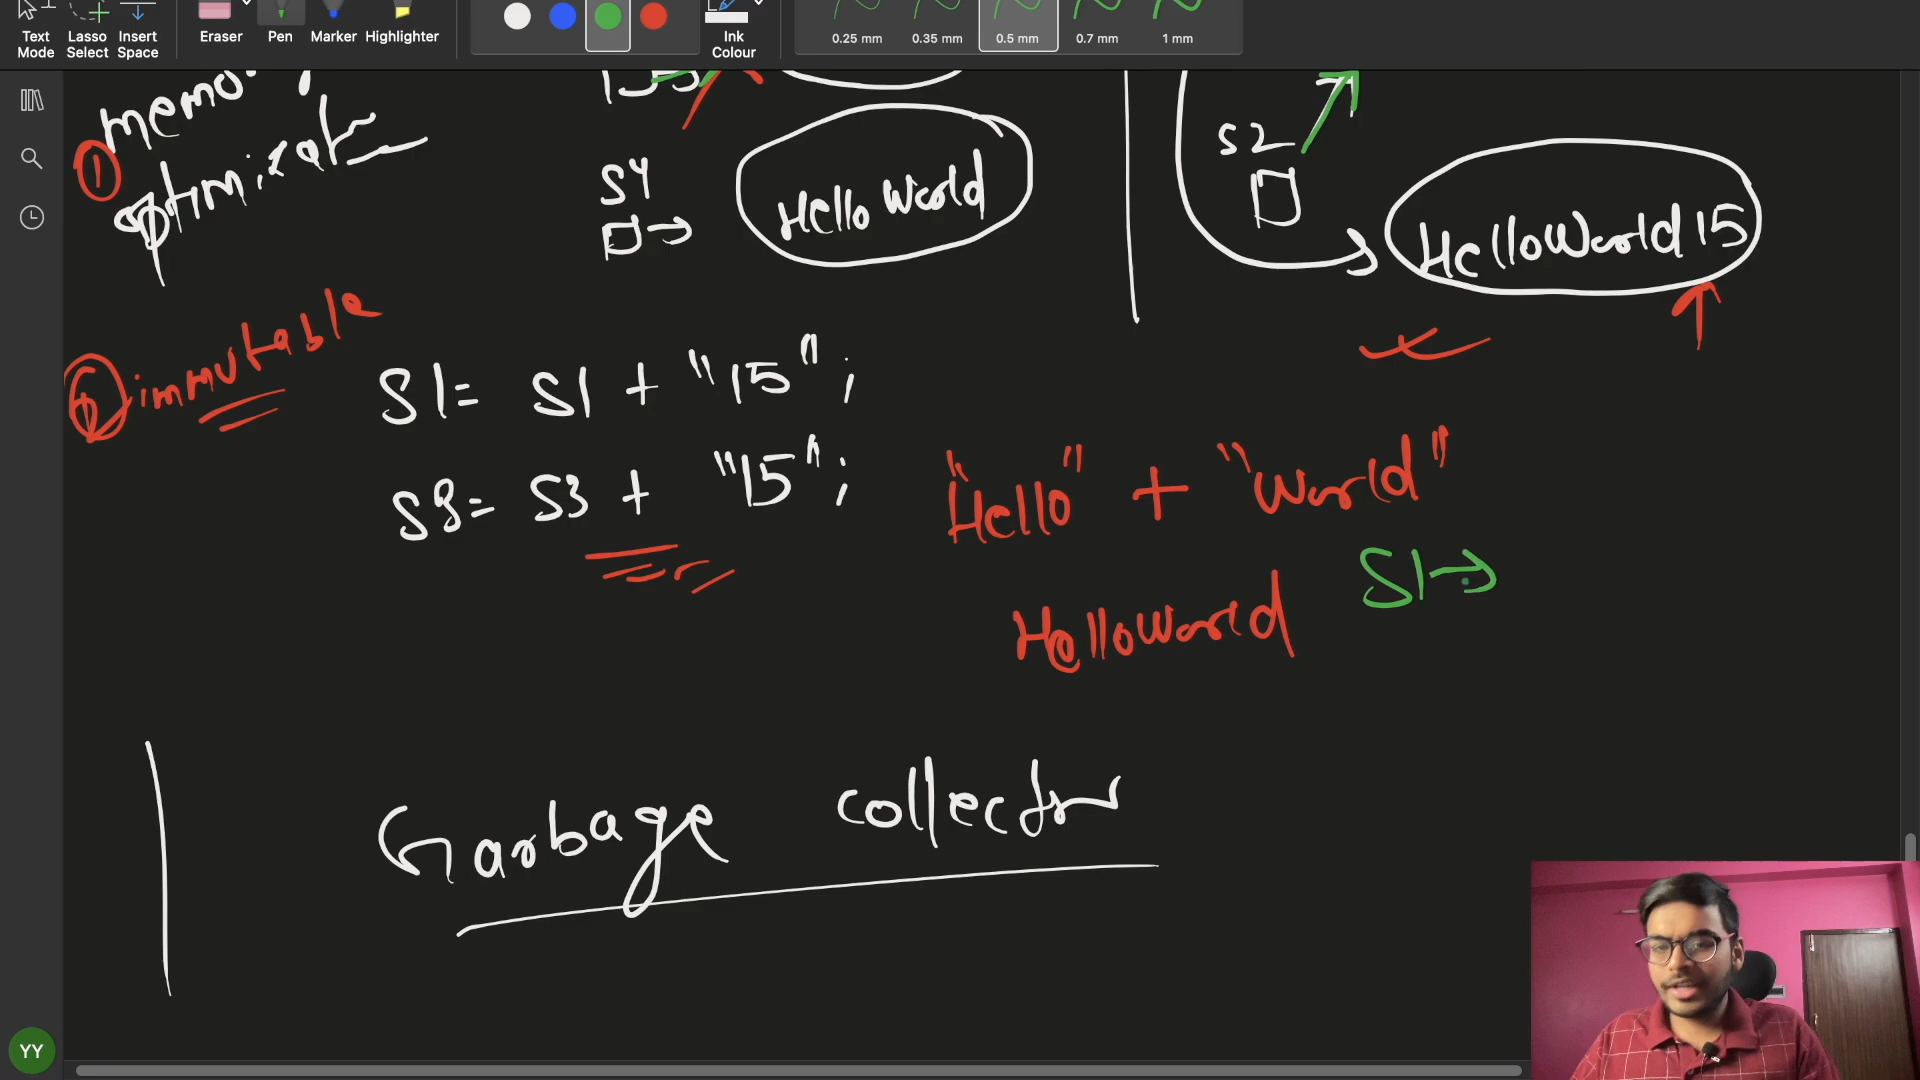 Text Mode
Lasso Select
Insert Space
Eraser
Pen
Marker
Highlighter
Ink Colour
0.25 mm
0.35 mm
0.5 mm
0.7 mm
1 mm
① memory
optimizat
S4
Hello World
S2
HelloWorld15
② immutable
S1= S1 + "15";
S3= S3 + "15";
"Hello" + "World"
S1→
HelloWorld
Garbage collector
YY